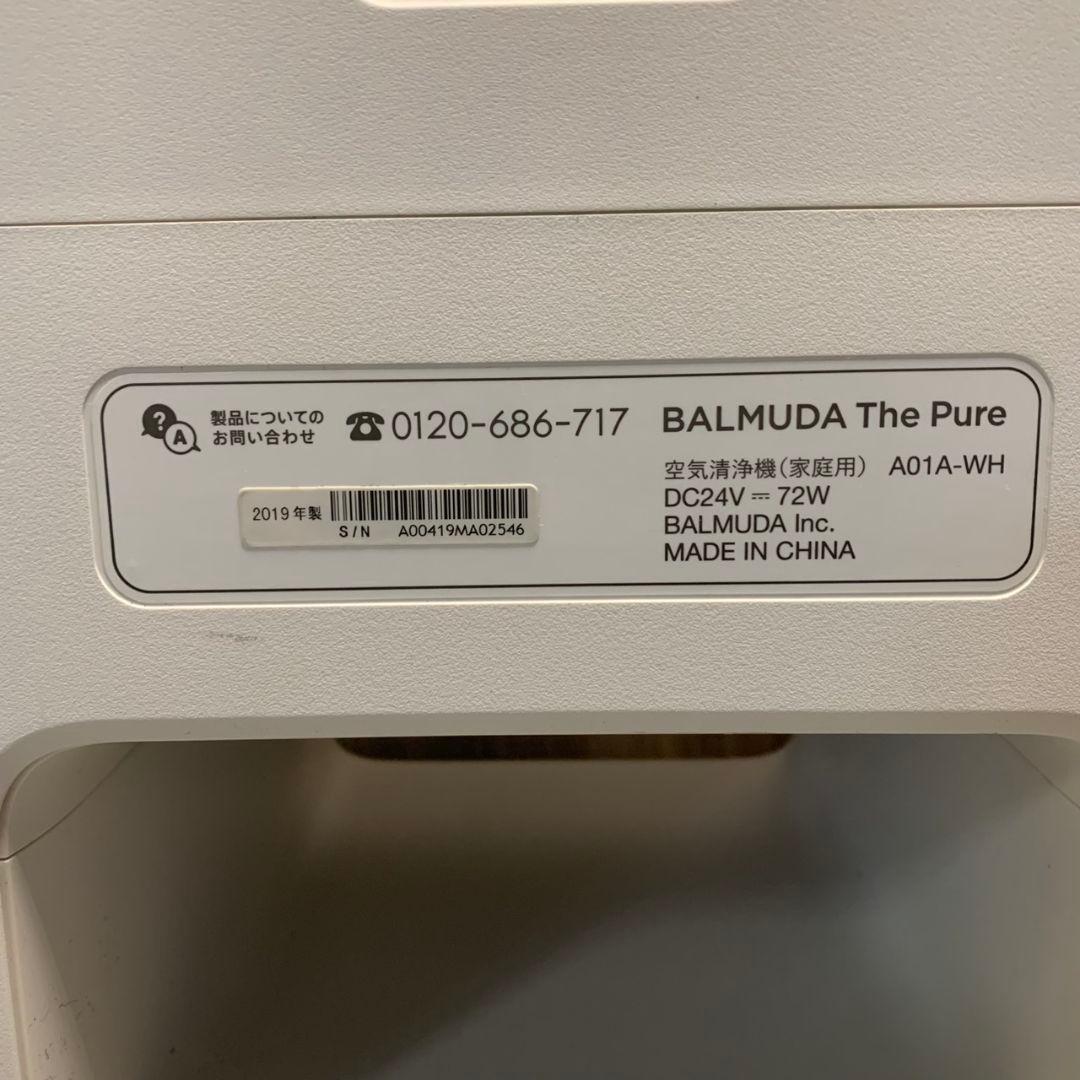 ?
A
製品についての
お問い合わせ
☎0120-686-717
2019年製
S/N A00419MA02546
BALMUDA The Pure
空気清浄機(家庭用) A01A-WH
DC24V ⎓ 72W
BALMUDA Inc.
MADE IN CHINA